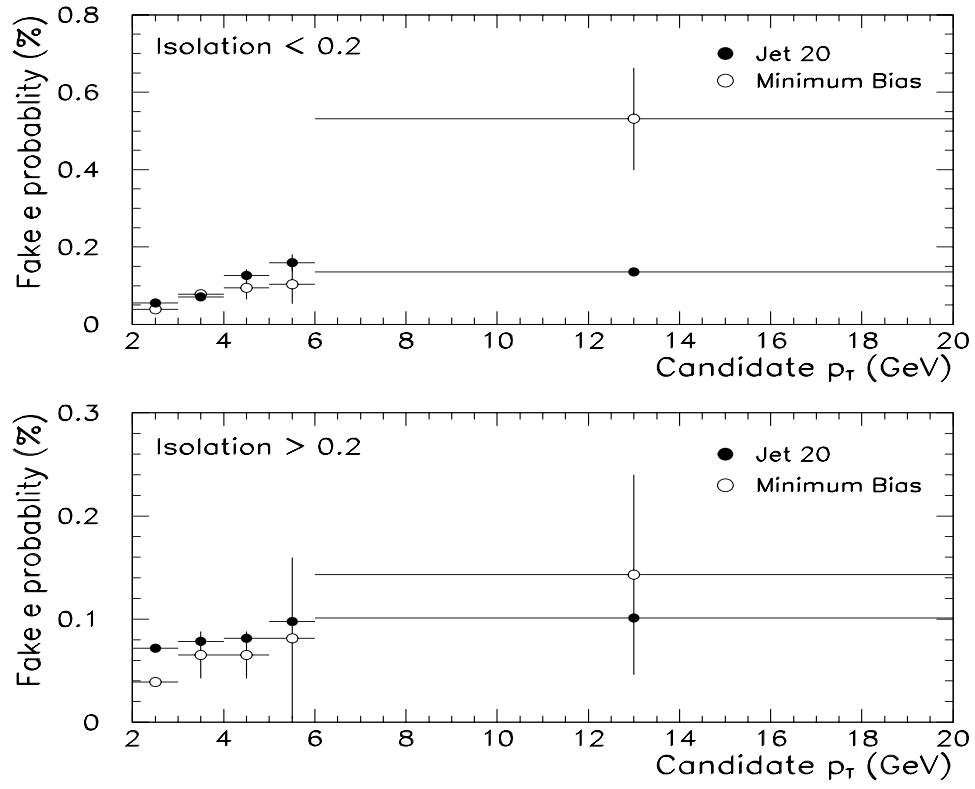 0.8
Isolation < 0.2
Jet 20
Minimum Bias
0.6
0.4
0.2
0
Fake e probablity (%)
2 4 6 8 10 12 14 16 18 20
Candidate pT (GeV)
0.3
Isolation > 0.2
Jet 20
Minimum Bias
0.2
0.1
0
Fake e probablity (%)
2 4 6 8 10 12 14 16 18 20
Candidate pT (GeV)